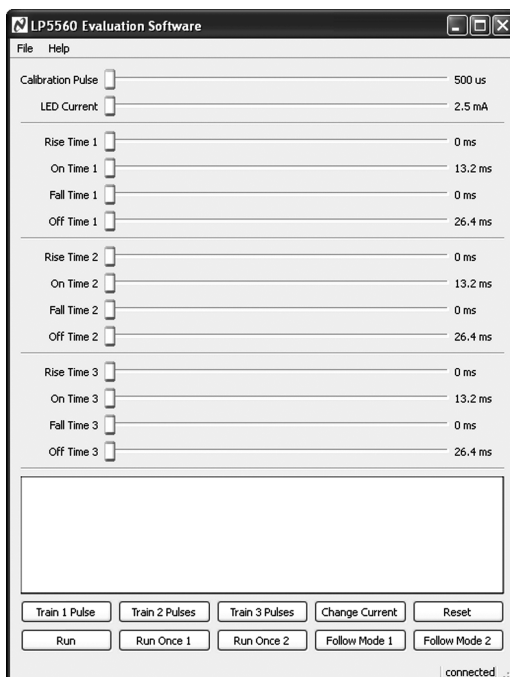 LP5560 Evaluation Software
File Help
Calibration Pulse 500 us
LED Current 2.5 mA
Rise Time 1 0 ms
On Time 1 13.2 ms
Fall Time 1 0 ms
Off Time 1 26.4 ms
Rise Time 2 0 ms
On Time 2 13.2 ms
Fall Time 2 0 ms
Off Time 2 26.4 ms
Rise Time 3 0 ms
On Time 3 13.2 ms
Fall Time 3 0 ms
Off Time 3 26.4 ms
Train 1 Pulse Train 2 Pulses Train 3 Pulses Change Current Reset
Run Run Once 1 Run Once 2 Follow Mode 1 Follow Mode 2
connected